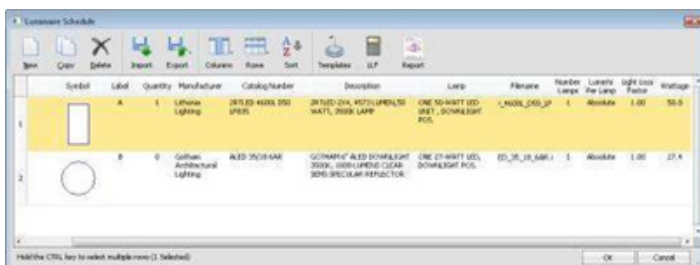 Luminaire Schedule
New Copy Delete Import Export Columns Rows Sort Templates LLF Report
Symbol Label Quantity Manufacturer Catalog Number Description Lamp Filename Number Lamps Lumens Per Lamp Light Loss Factor Wattage
1 A 1 Lithonia Lighting 2RTLED 4600L D50 LP835 2RTLED 2X4, 4573 LUMEN, 50 WATT, 3500K LAMP ONE 50-WATT LED UNIT, DOWNLIGHT POS. 1 Absolute 1.00 50.0
2 B 0 Gotham Architectural Lighting ALED 35/10 6AR GOTHAM 6" ALED DOWNLIGHT 3500K, 1000 LUMENS CLEAR SEMI SPECULAR REFLECTOR ONE 27-WATT LED, DOWNLIGHT POS. 1 Absolute 1.00 27.4
Hold the CTRL key to select multiple rows (1 Selected)
OK Cancel